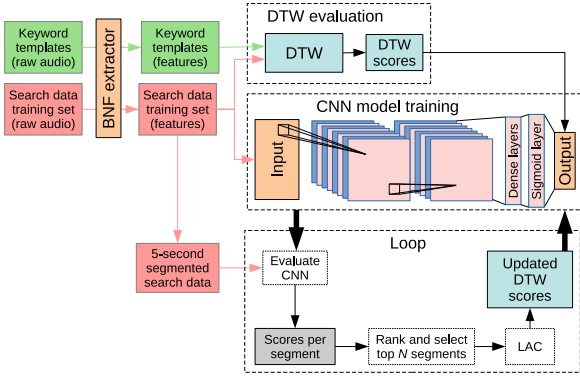 DTW evaluation
Keyword
templates
(raw audio)
BNF extractor
Keyword
templates
(features)
DTW
DTW
scores
Search data
training set
(raw audio)
Search data
training set
(features)
CNN model training
Input
Dense layers
Sigmoid layer
Output
Loop
5-second
segmented
search data
Evaluate
CNN
Updated
DTW
scores
Scores per
segment
Rank and select
top N segments
LAC